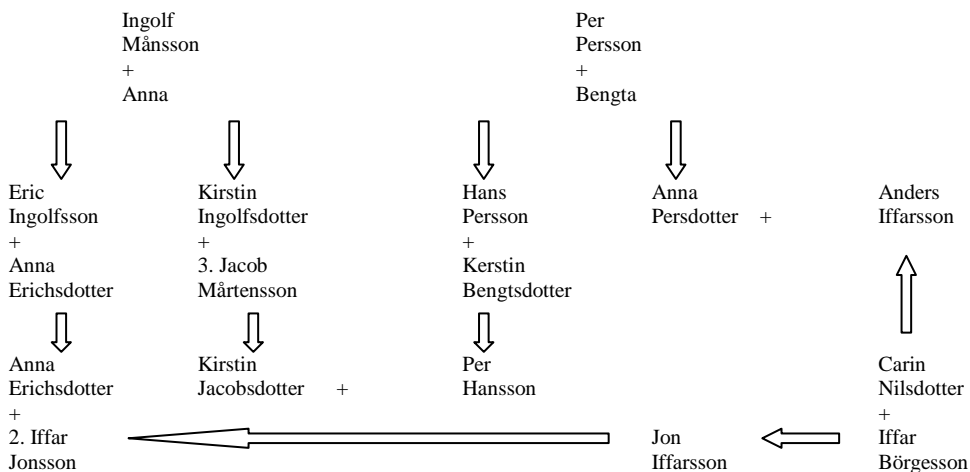 Ingolf
Månsson
+
Anna
Per
Persson
+
Bengta
Eric
Ingolfsson
+
Anna
Erichsdotter
Kirstin
Ingolfsdotter
+
3. Jacob
Mårtensson
Hans
Persson
+
Kerstin
Bengtsdotter
Anna
Persdotter +
Anders
Iffarsson
Anna
Erichsdotter
+
2. Iffar
Jonsson
Kirstin
Jacobsdotter +
Per
Hansson
Jon
Iffarsson
Carin
Nilsdotter
+
Iffar
Börgesson